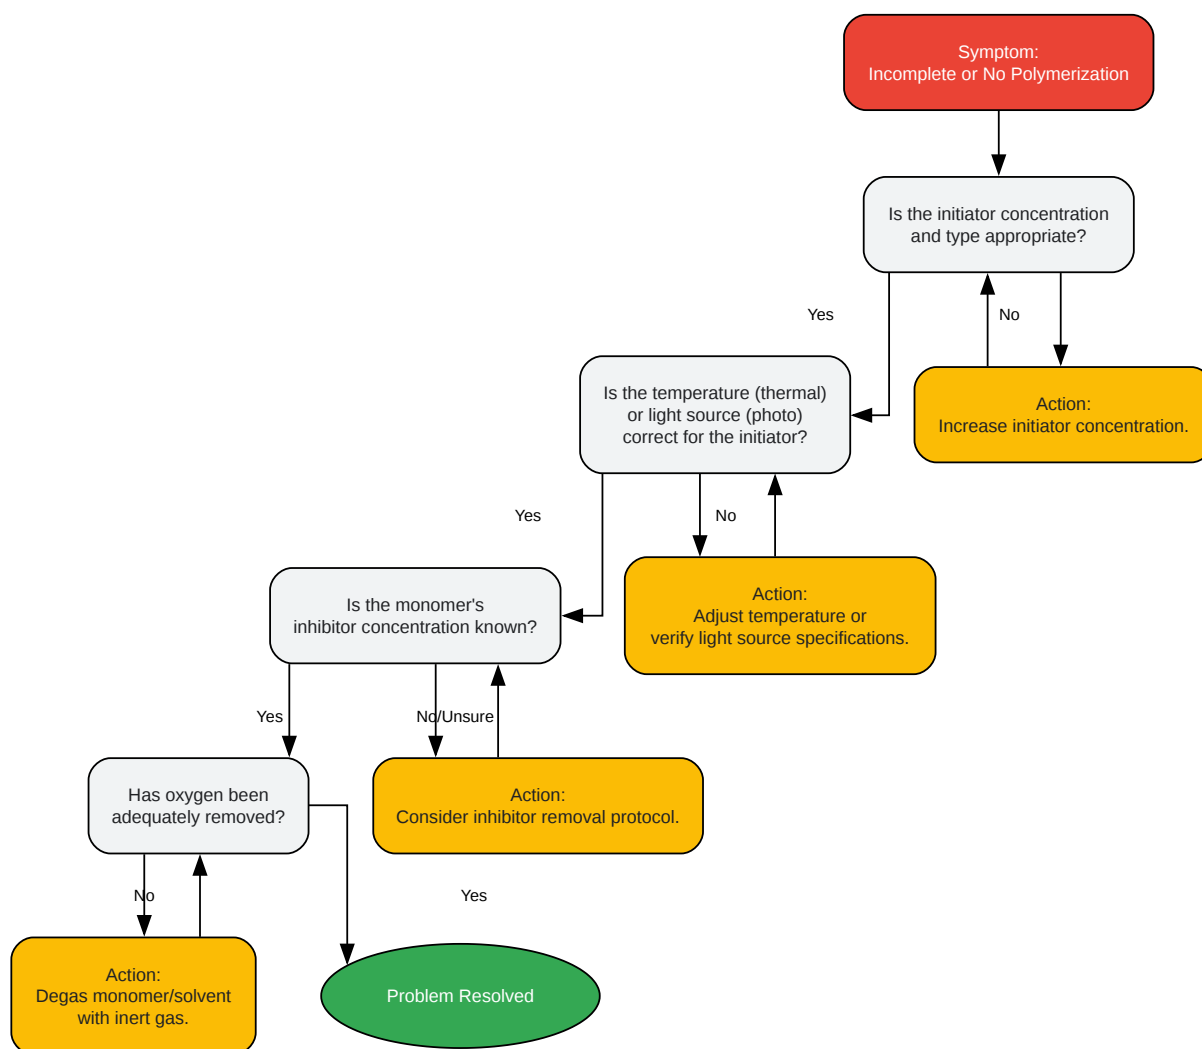 Symptom:
Incomplete or No Polymerization
Is the initiator concentration
and type appropriate?
Yes
No
Action:
Increase initiator concentration.
Is the temperature (thermal)
or light source (photo)
correct for the initiator?
Yes
No
Action:
Adjust temperature or
verify light source specifications.
Is the monomer's
inhibitor concentration known?
Yes
No/Unsure
Action:
Consider inhibitor removal protocol.
Has oxygen been
adequately removed?
No
Yes
Action:
Degas monomer/solvent
with inert gas.
Problem Resolved